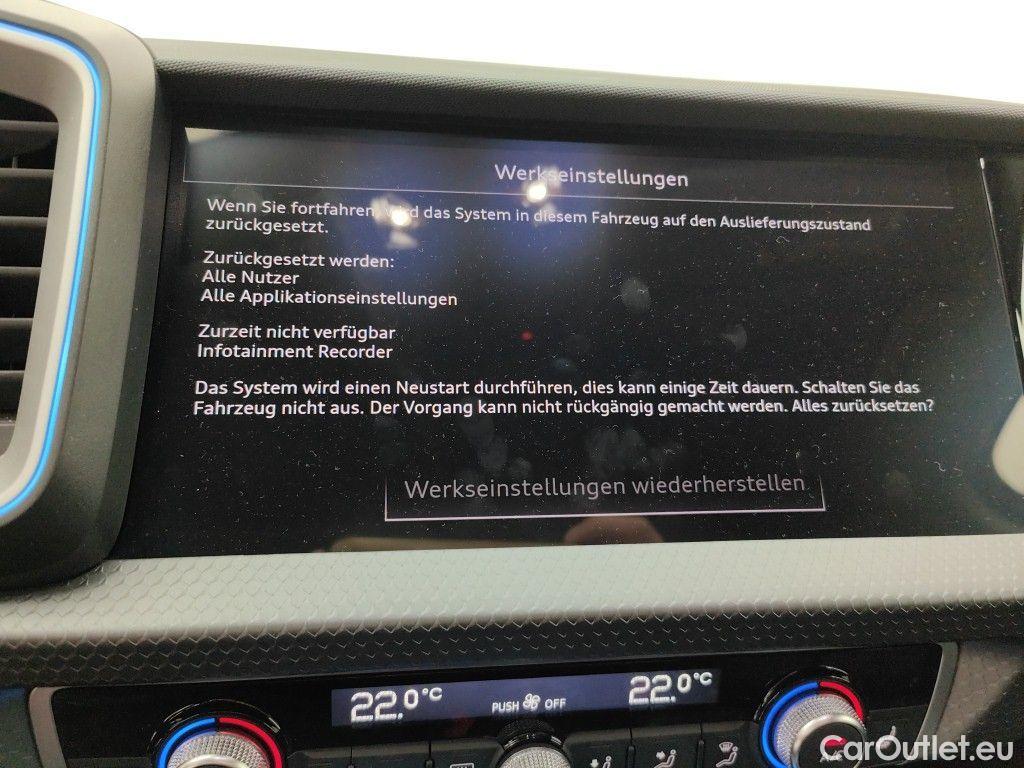 Werkseinstellungen
Wenn Sie fortfahren, wird das System in diesem Fahrzeug auf den Auslieferungszustand
zurückgesetzt.
Zurückgesetzt werden:
Alle Nutzer
Alle Applikationseinstellungen
Zurzeit nicht verfügbar
Infotainment Recorder
Das System wird einen Neustart durchführen, dies kann einige Zeit dauern. Schalten Sie das
Fahrzeug nicht aus. Der Vorgang kann nicht rückgängig gemacht werden. Alles zurücksetzen?
Werkseinstellungen wiederherstellen
22.0°C PUSH OFF 22.0°C
A/C
CarOutlet.eu